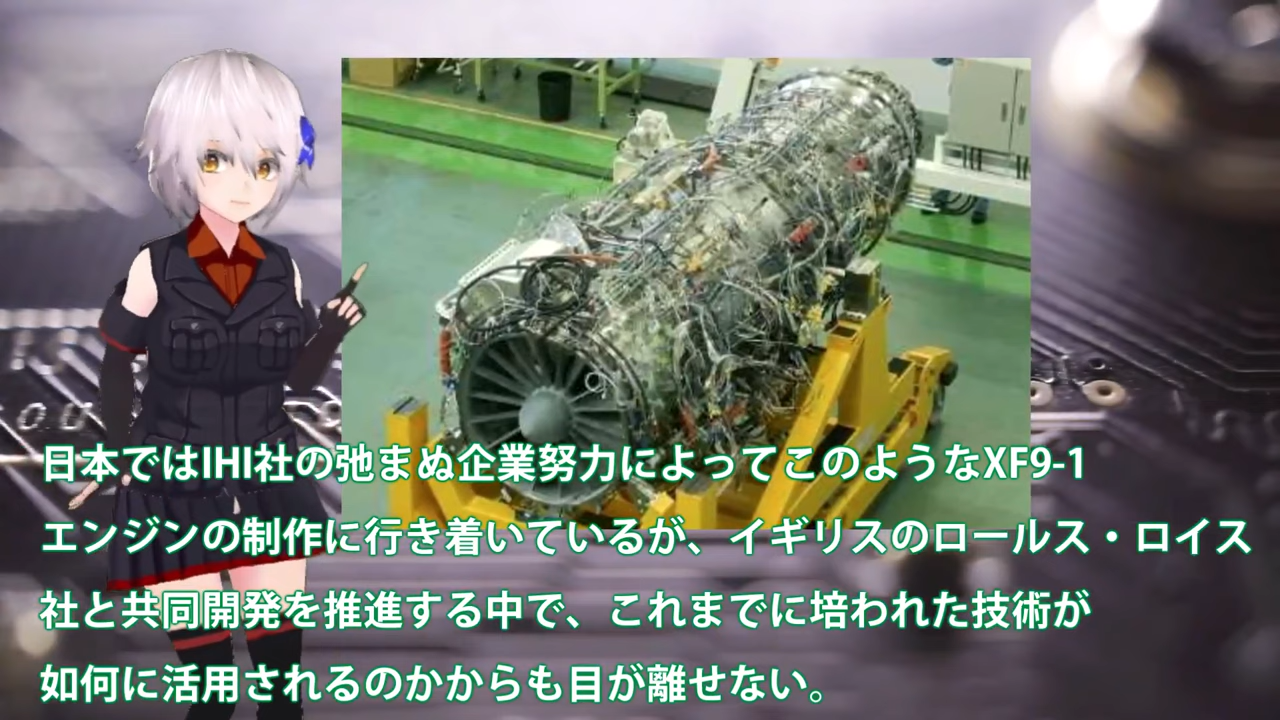 日本ではIHI社の弛まぬ企業努力によってこのようなXF9-1
エンジンの制作に行き着いているが、イギリスのロールス・ロイス
社と共同開発を推進する中で、これまでに培われた技術が
如何に活用されるのかからも目が離せない。